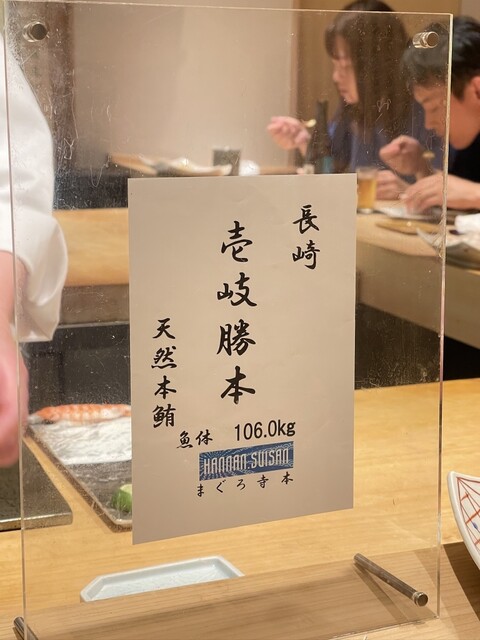 長崎
壱岐勝本
天然本鮪
魚体 106.0kg
HANNAN.SUISAN
まぐろ寺本